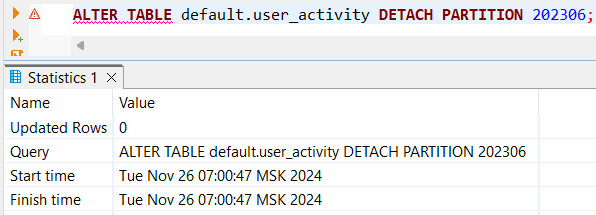 ALTER TABLE default.user_activity DETACH PARTITION 202306;
Statistics 1
Name Value
Updated Rows 0
Query ALTER TABLE default.user_activity DETACH PARTITION 202306
Start time Tue Nov 26 07:00:47 MSK 2024
Finish time Tue Nov 26 07:00:47 MSK 2024